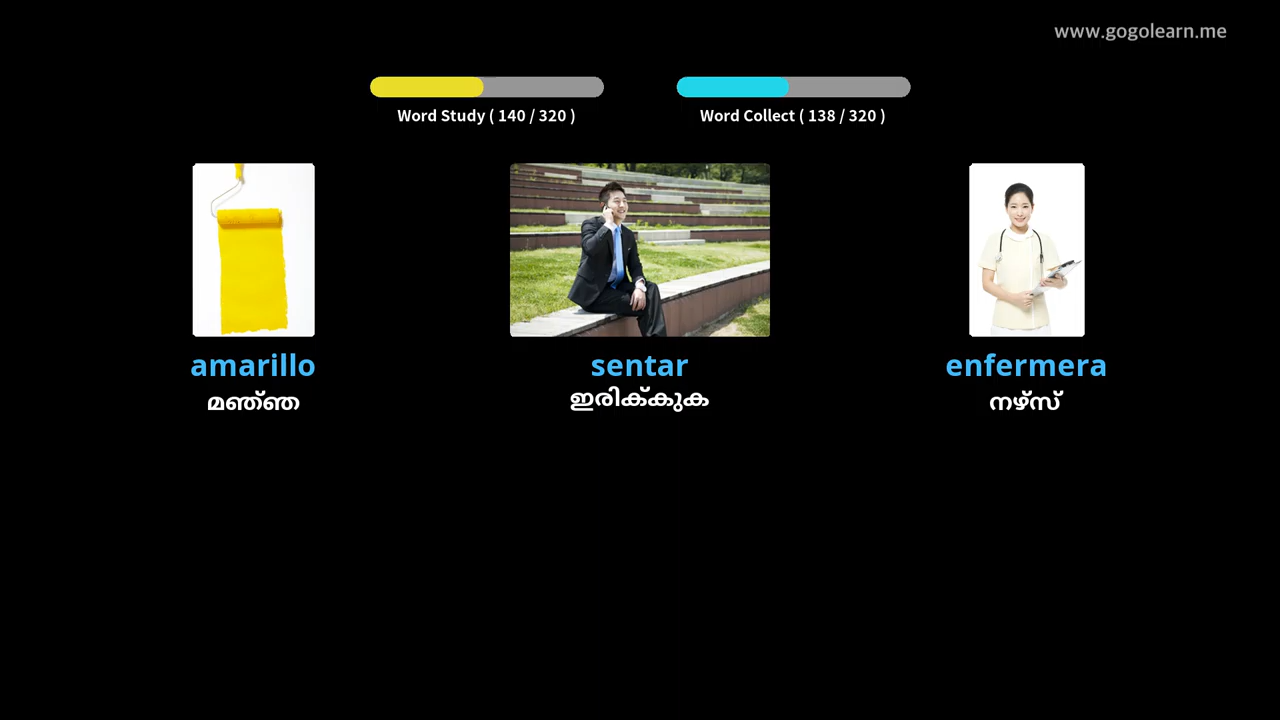 www.gogolearn.me
Word Study ( 140 / 320 )
Word Collect ( 138 / 320 )
amarillo
sentar
enfermera
മഞ്ഞ
ഇരിക്കുക
നഴ്സ്